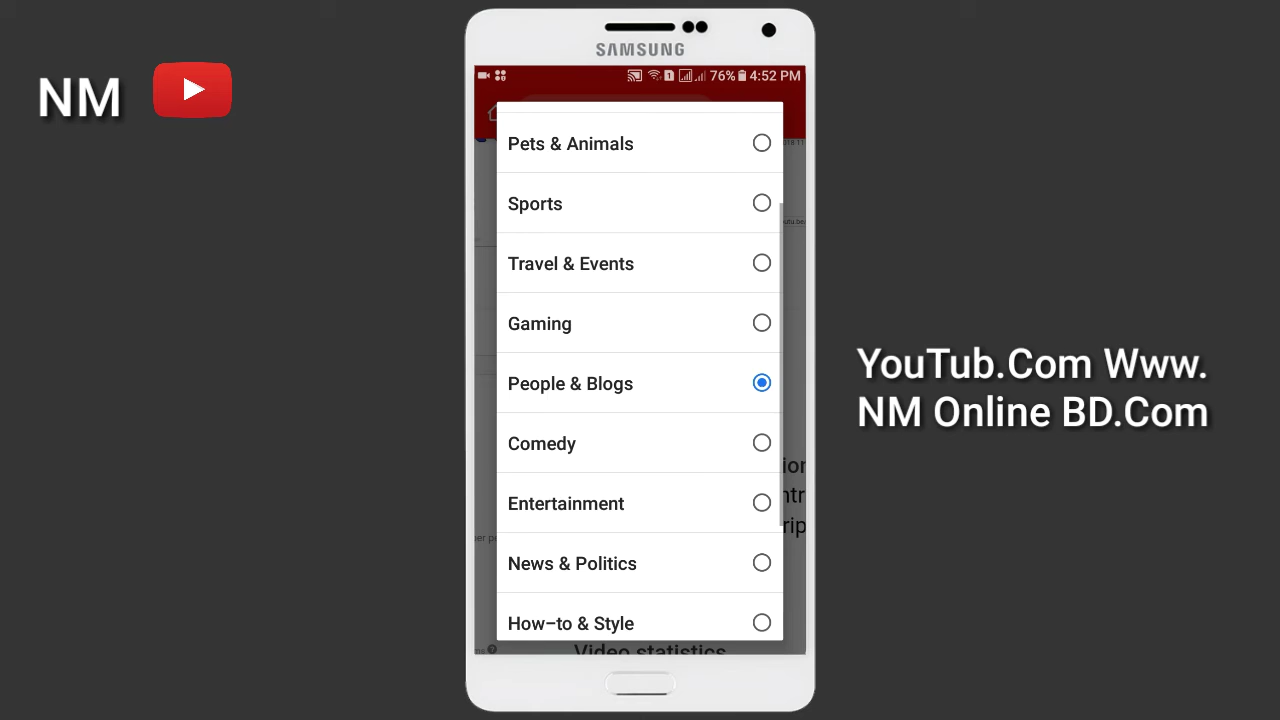 NM
SAMSUNG
76% 4:52 PM
Pets & Animals
Sports
Travel & Events
Gaming
People & Blogs
Comedy
Entertainment
News & Politics
How-to & Style
Video statistics
YouTub.Com Www.
NM Online BD.Com